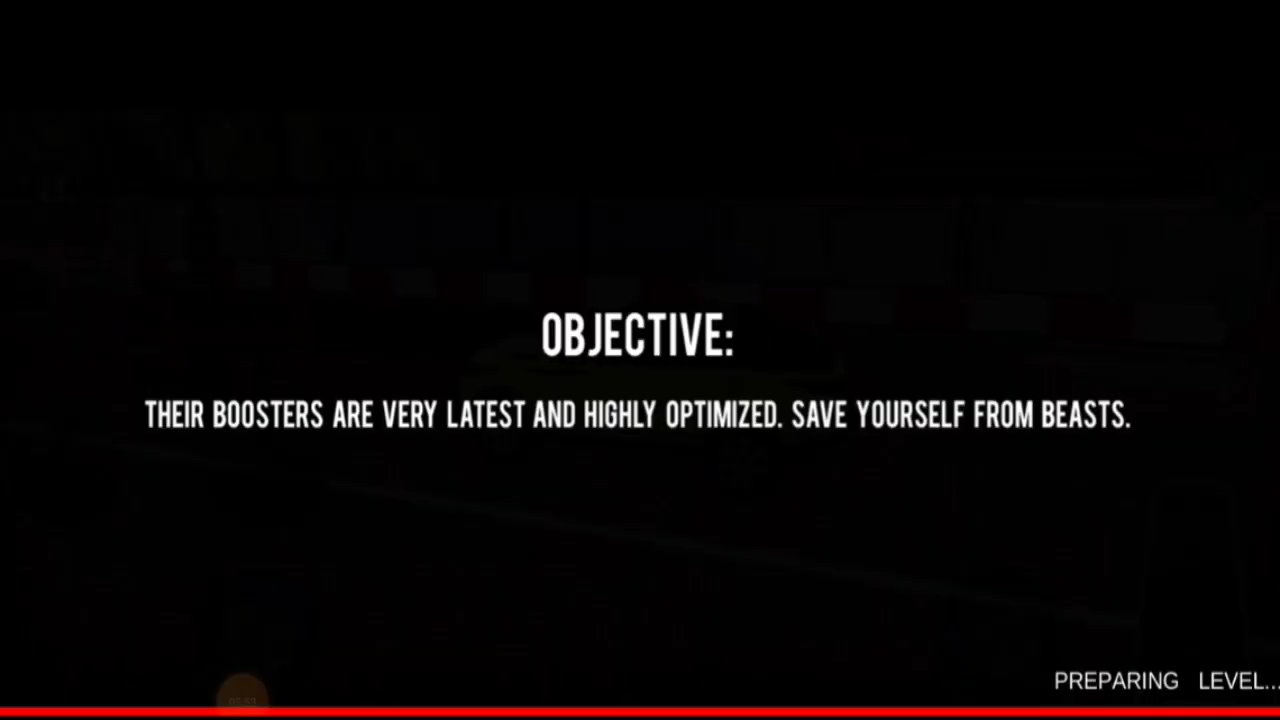 OBJECTIVE:
THEIR BOOSTERS ARE VERY LATEST AND HIGHLY OPTIMIZED. SAVE YOURSELF FROM BEASTS.
PREPARING LEVEL...